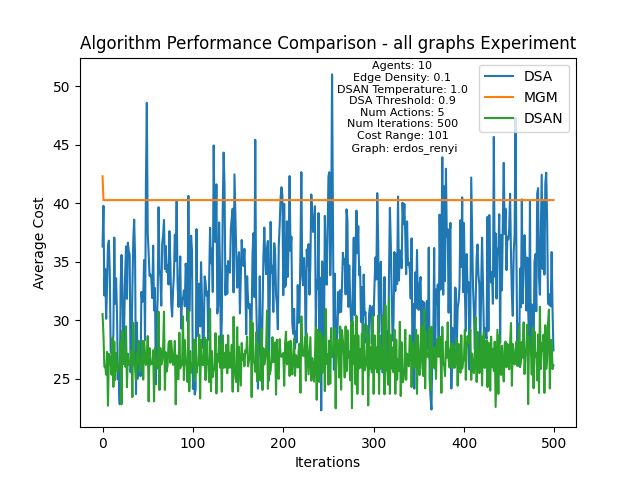 Algorithm Performance Comparison - all graphs Experiment
Agents: 10
Edge Density: 0.1
DSAN Temperature: 1.0
DSA Threshold: 0.9
Num Actions: 5
Num Iterations: 500
Cost Range: 101
Graph: erdos_renyi
DSA
MGM
DSAN
Average Cost
50
45
40
35
30
25
0
100
200
300
400
500
Iterations